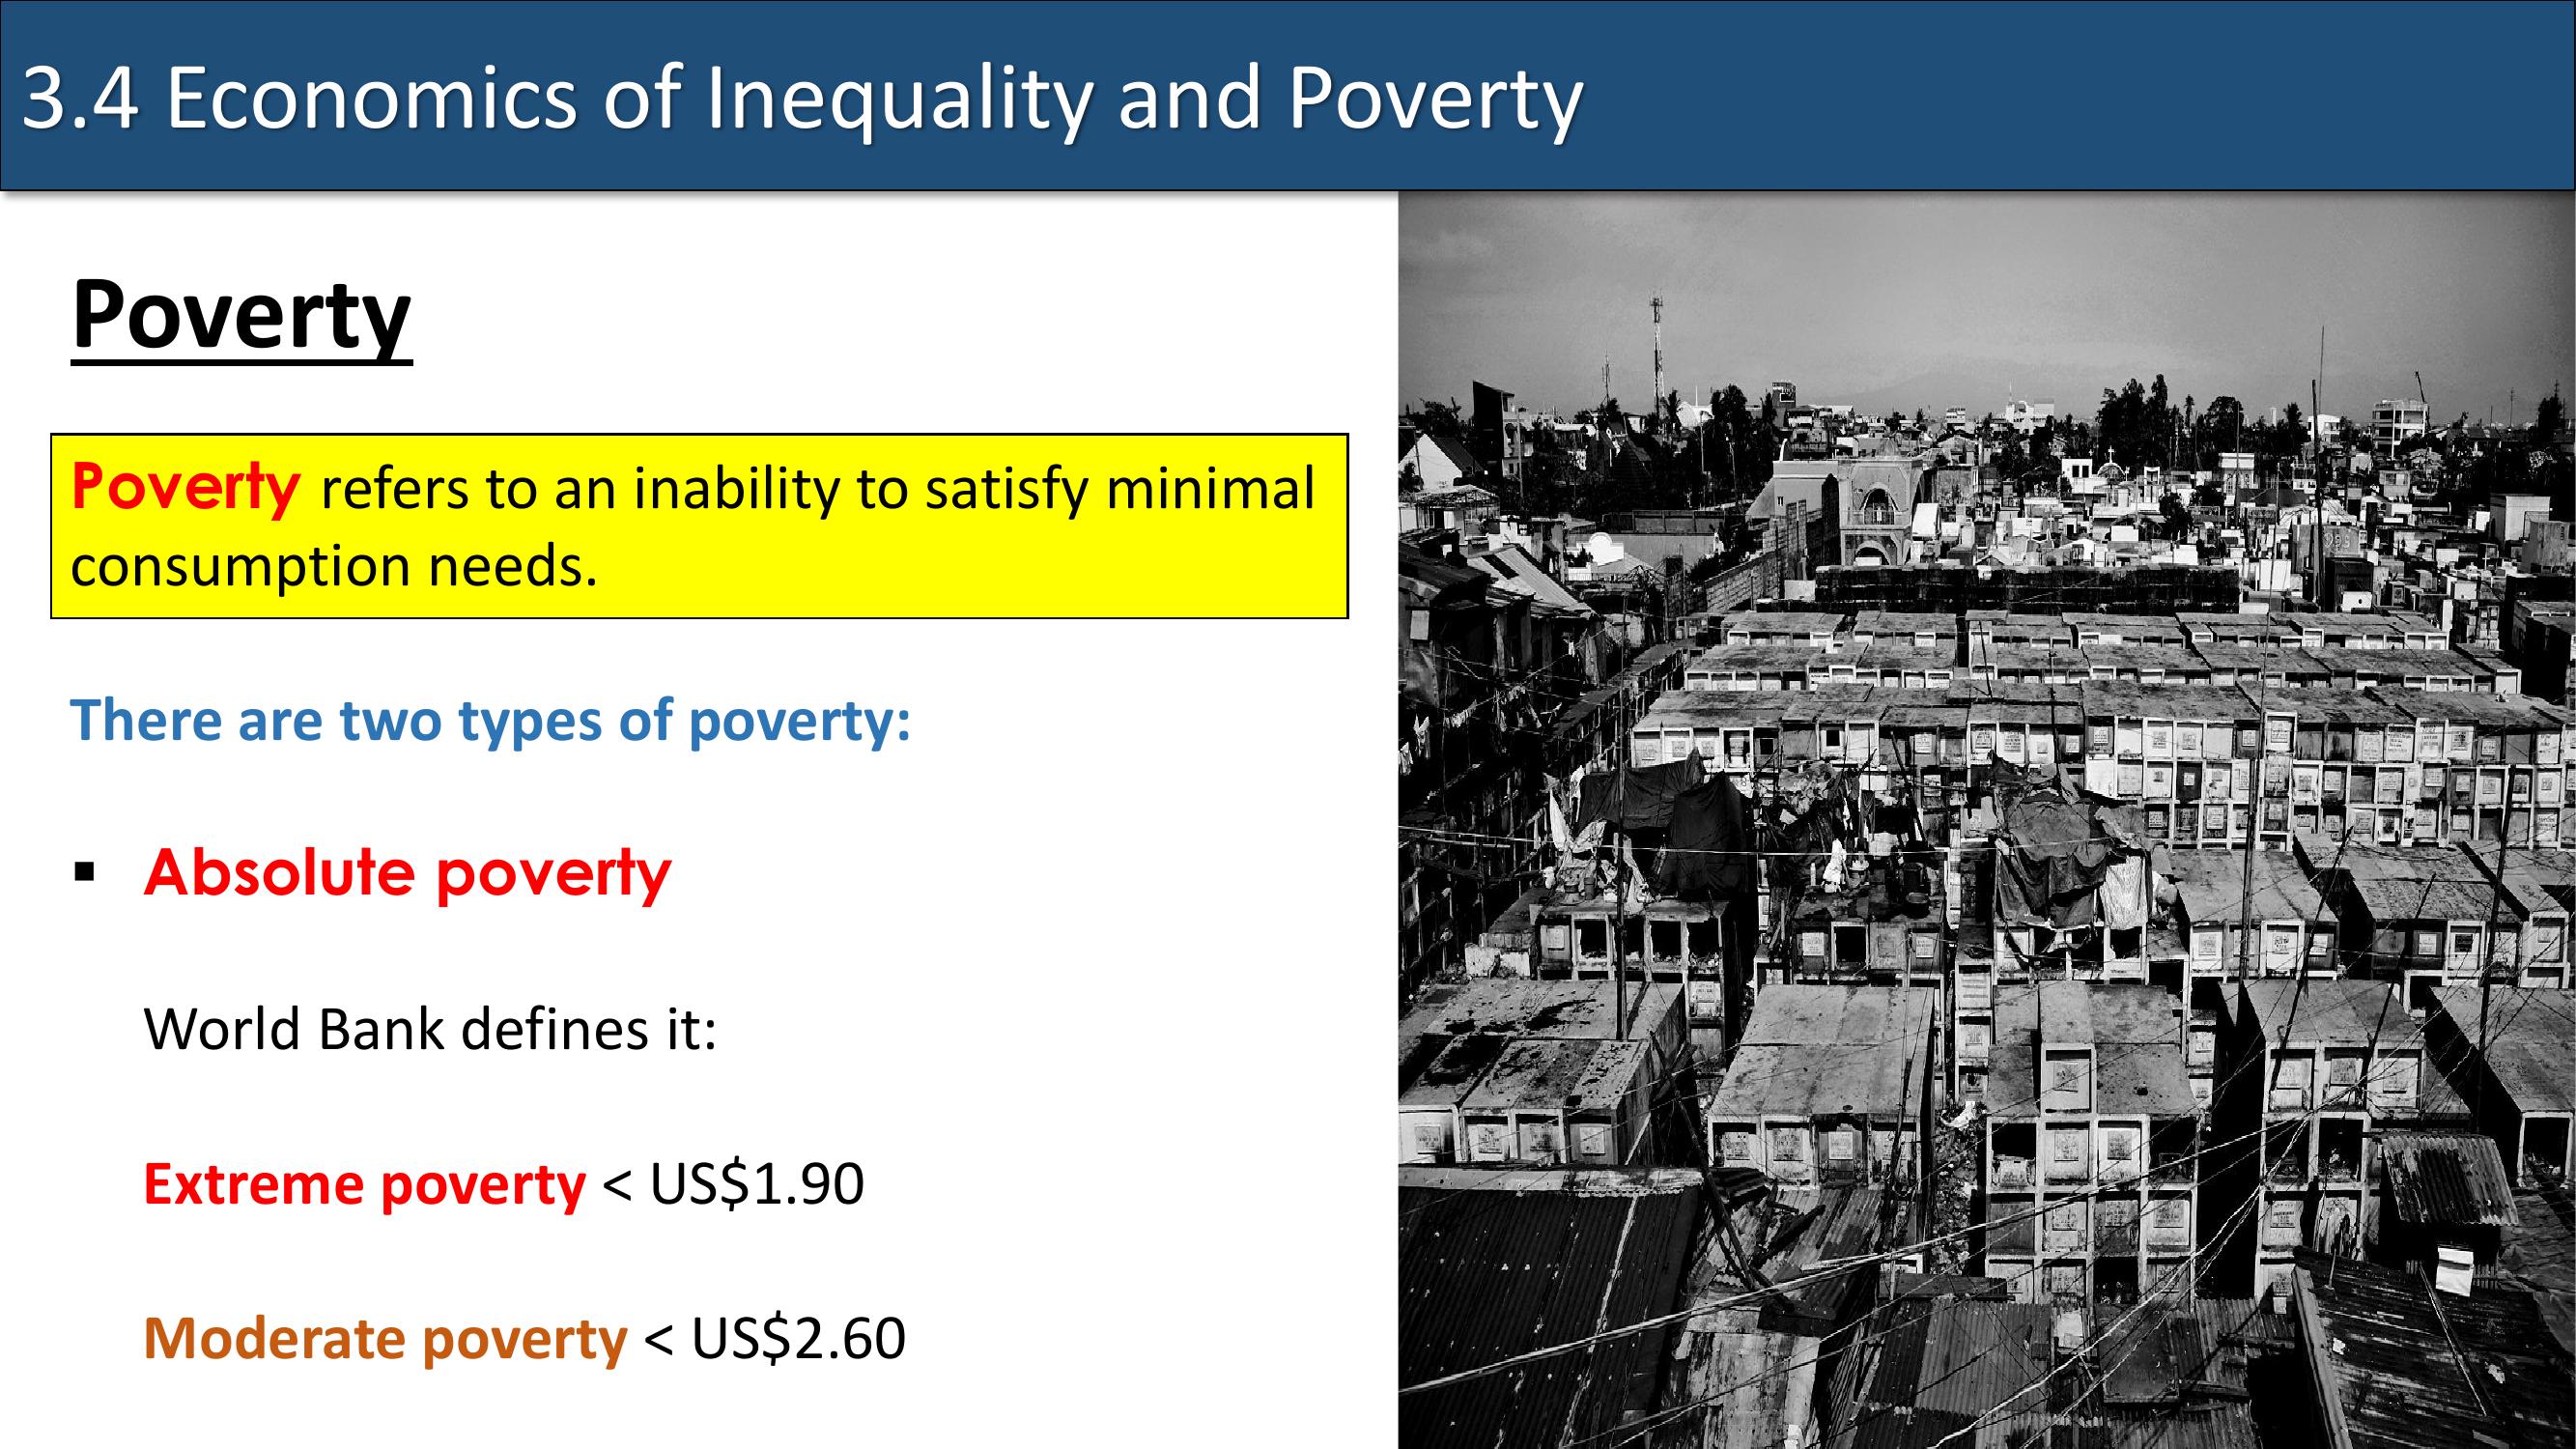 3.4 Economics of Inequality and Poverty
Poverty
Poverty refers to an inability to satisfy minimal
consumption needs.
There are two types of poverty:
▪ Absolute poverty
World Bank defines it:
Extreme poverty < US$1.90
Moderate poverty < US$2.60